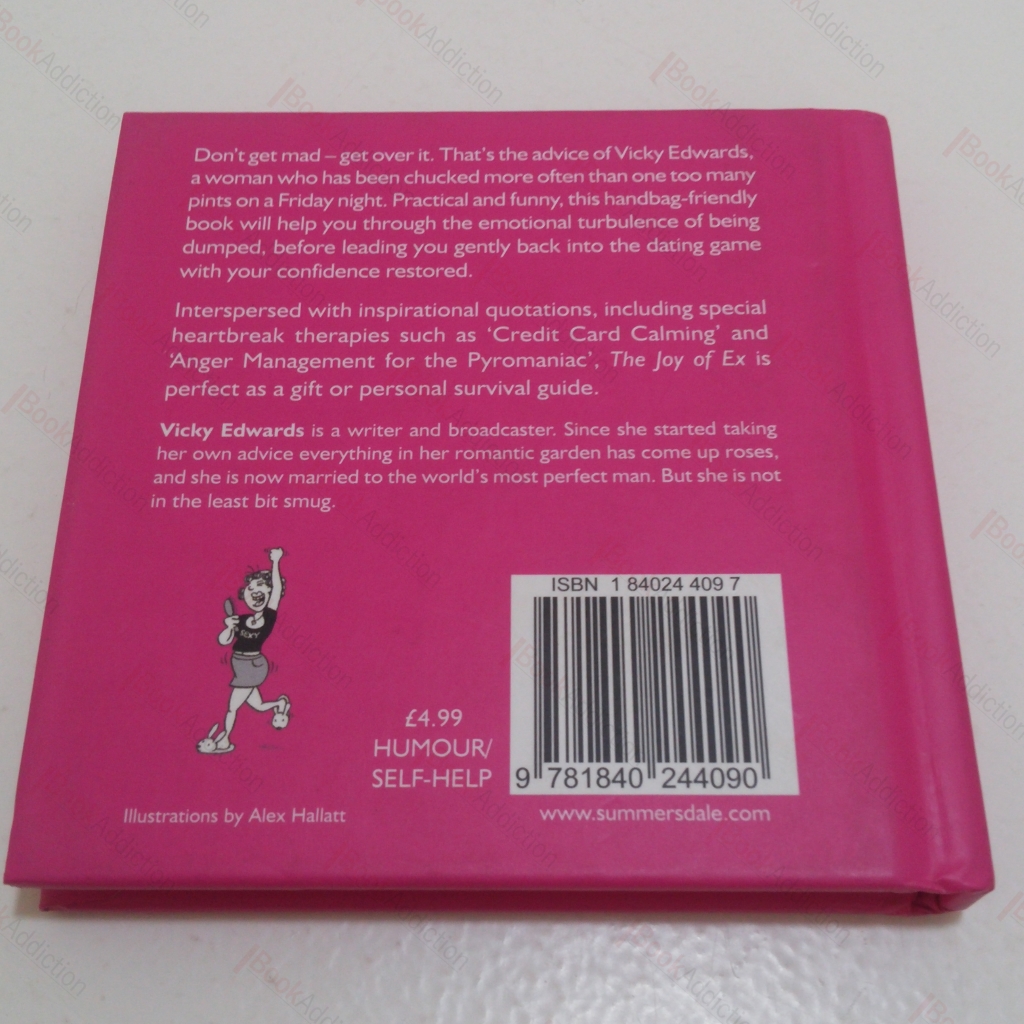 Don't get mad – get over it. That's the advice of Vicky Edwards,
a woman who has been chucked more often than one too many
pints on a Friday night. Practical and funny, this handbag-friendly
book will help you through the emotional turbulence of being
dumped, before leading you gently back into the dating game
with your confidence restored.
Interspersed with inspirational quotations, including special
heartbreak therapies such as 'Credit Card Calming' and
'Anger Management for the Pyromaniac', The Joy of Ex is
perfect as a gift or personal survival guide.
Vicky Edwards is a writer and broadcaster. Since she started taking
her own advice everything in her romantic garden has come up roses,
and she is now married to the world's most perfect man. But she is not
in the least bit smug.
SEXY
£4.99
HUMOUR/
SELF-HELP
ISBN 1 84024 409 7
9 781840 244090
Illustrations by Alex Hallatt
www.summersdale.com
BookAddiction